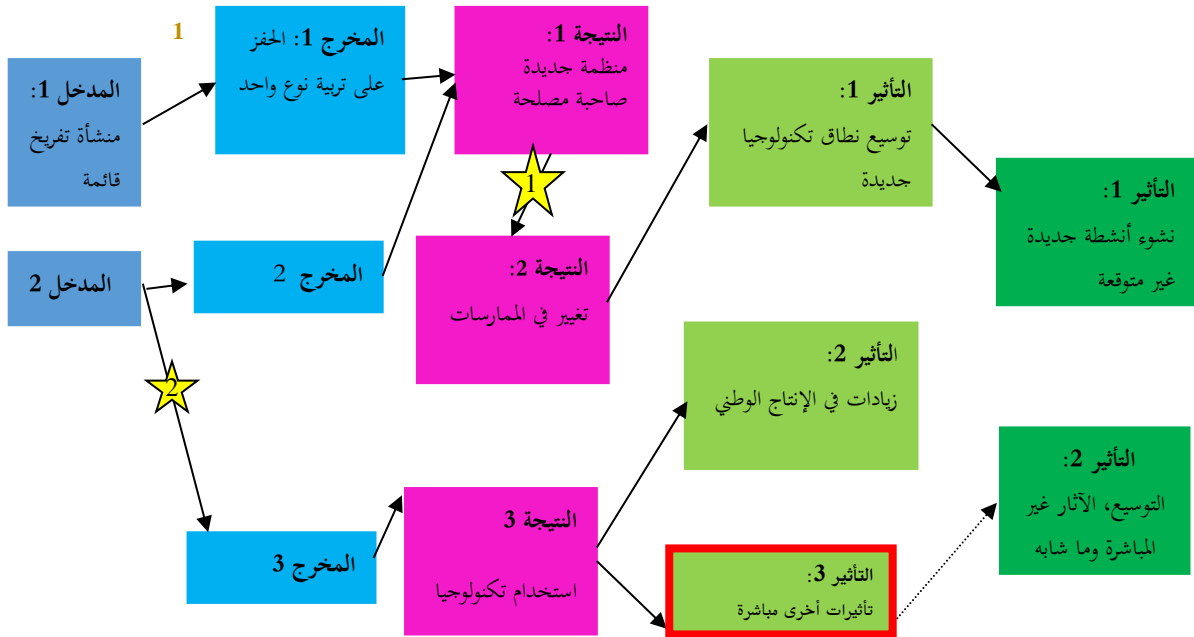 1
المدخل 1:
منشأة تفريخ
قائمة
المدخل 2
المخرج 1: الحفز
على تربية نوع واحد
المخرج 2
المخرج 3
النتيجة 1:
منظمة جديدة
صاحبة مصلحة
1
النتيجة 2:
تغيير في الممارسات
2
النتيجة 3
استخدام تكنولوجيا
التأثير 1:
توسيع نطاق تكنولوجيا
جديدة
التأثير 2:
زيادات في الإنتاج الوطني
التأثير 3:
تأثيرات أخرى مباشرة
التأثير 1:
نشوء أنشطة جديدة
غير متوقعة
التأثير 2:
التوسيع، الآثار غير
المباشرة وما شابه